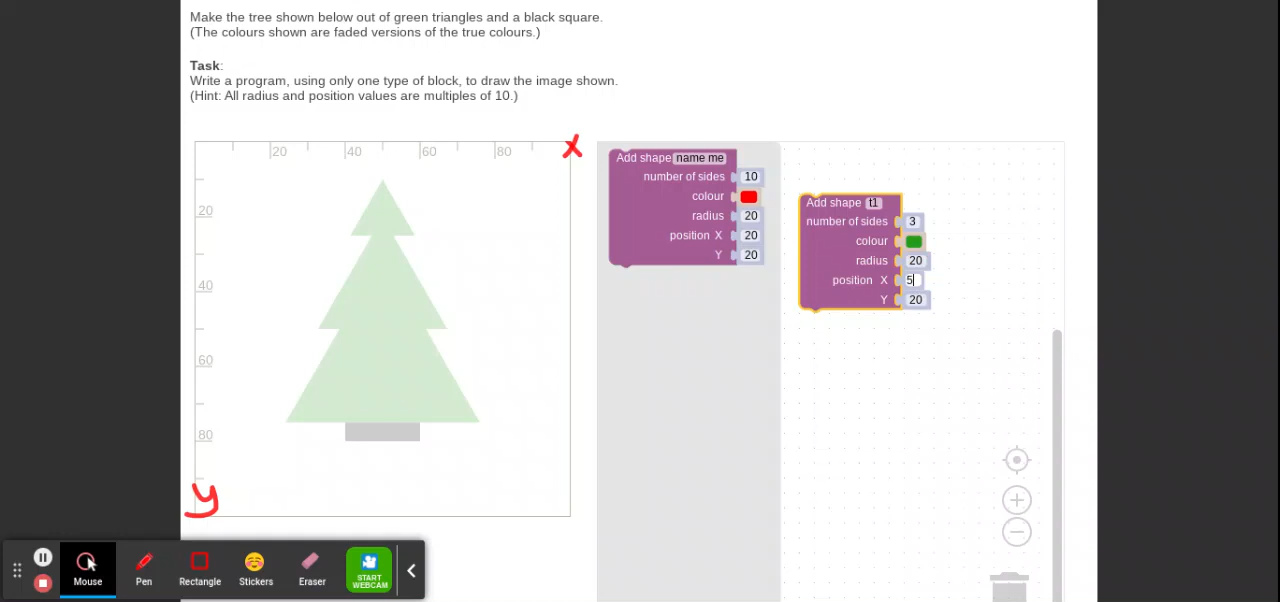 Make the tree shown below out of green triangles and a black square.
(The colours shown are faded versions of the true colours.)
Task:
Write a program, using only one type of block, to draw the image shown.
(Hint: All radius and position values are multiples of 10.)
20 40 60 80 X
20
40
60
80
y
Add shape name me
number of sides 10
colour
radius 20
position X 20
Y 20
Add shape t1
number of sides 3
colour
radius 20
position X 5
Y 20
Mouse Pen Rectangle Stickers Eraser START WEBCAM